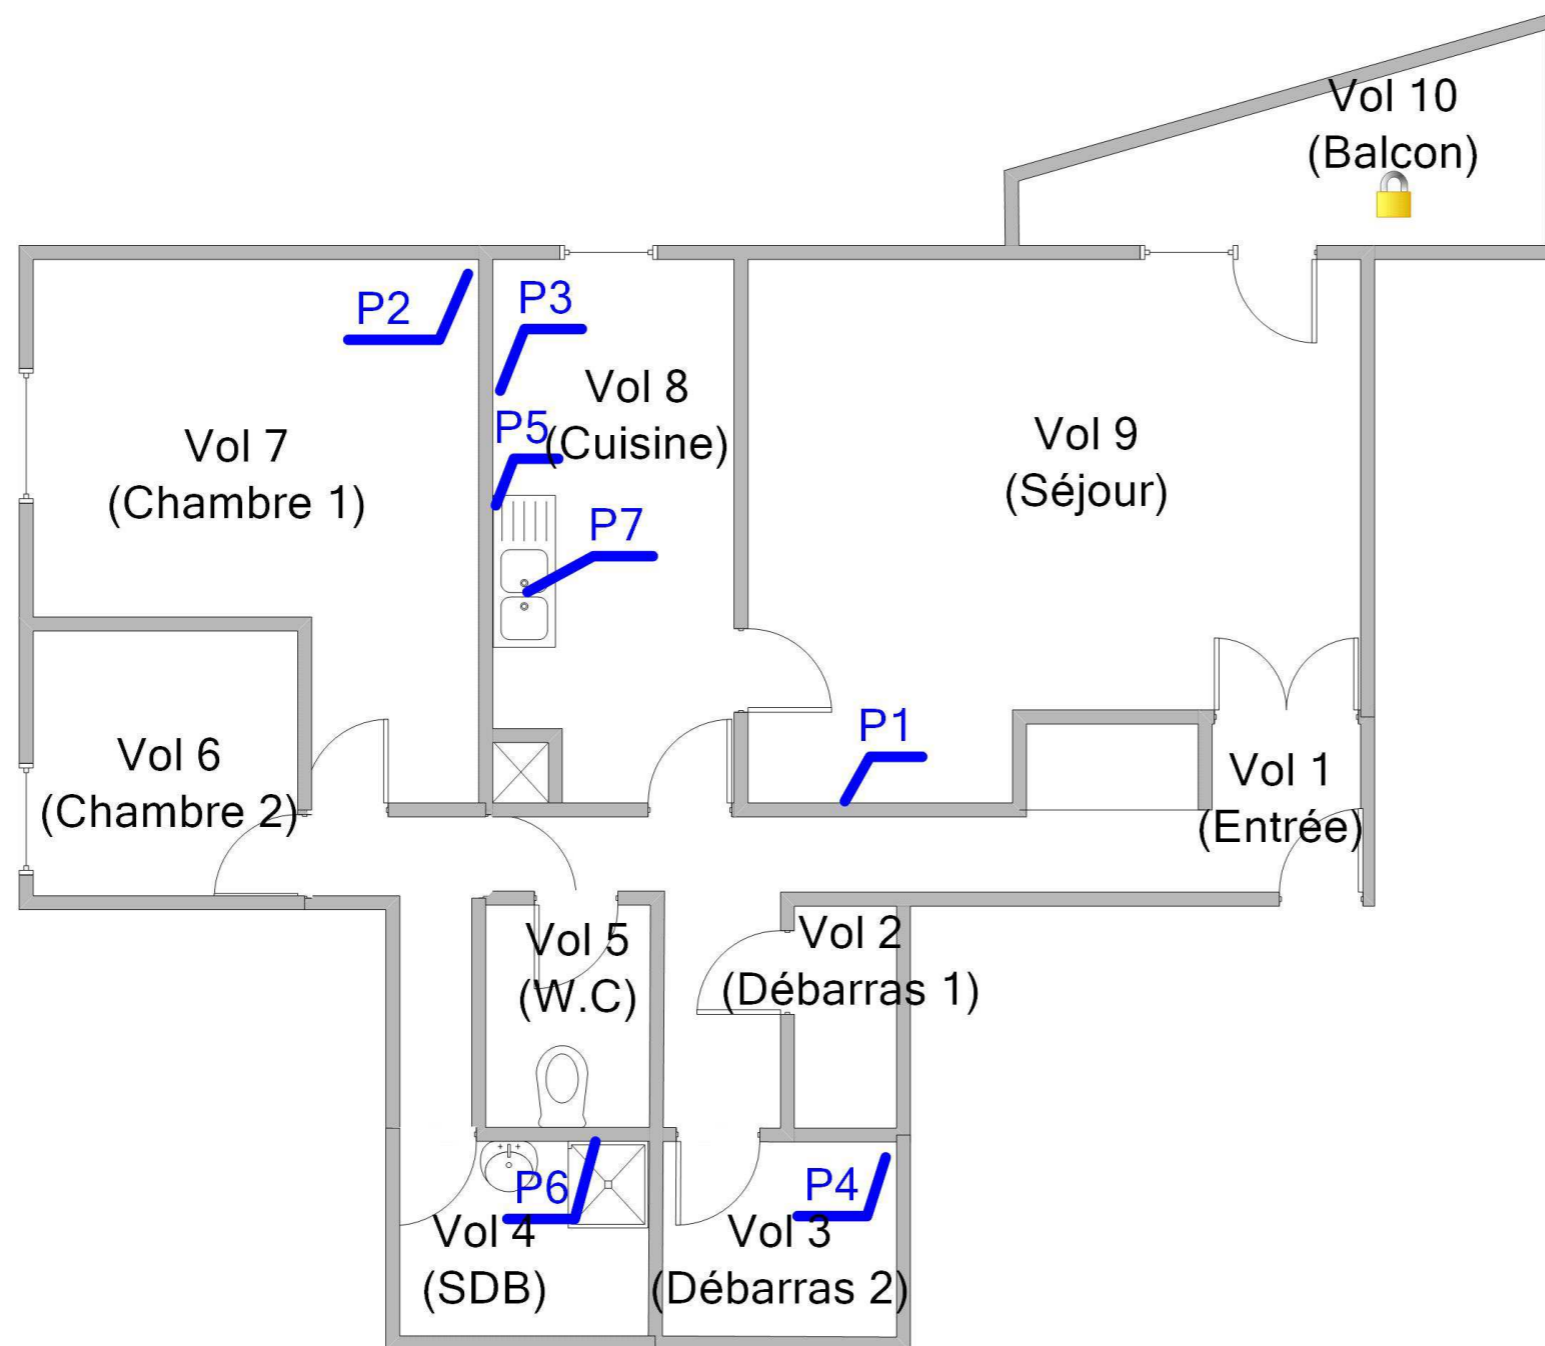 Vol 10
(Balcon)
P2
P3
Vol 8
(Cuisine)
P5
Vol 7
(Chambre 1)
Vol 9
(Séjour)
P7
P1
Vol 6
(Chambre 2)
Vol 1
(Entrée)
Vol 5
(W.C)
Vol 2
(Débarras 1)
P6
P4
Vol 4
(SDB)
Vol 3
(Débarras 2)